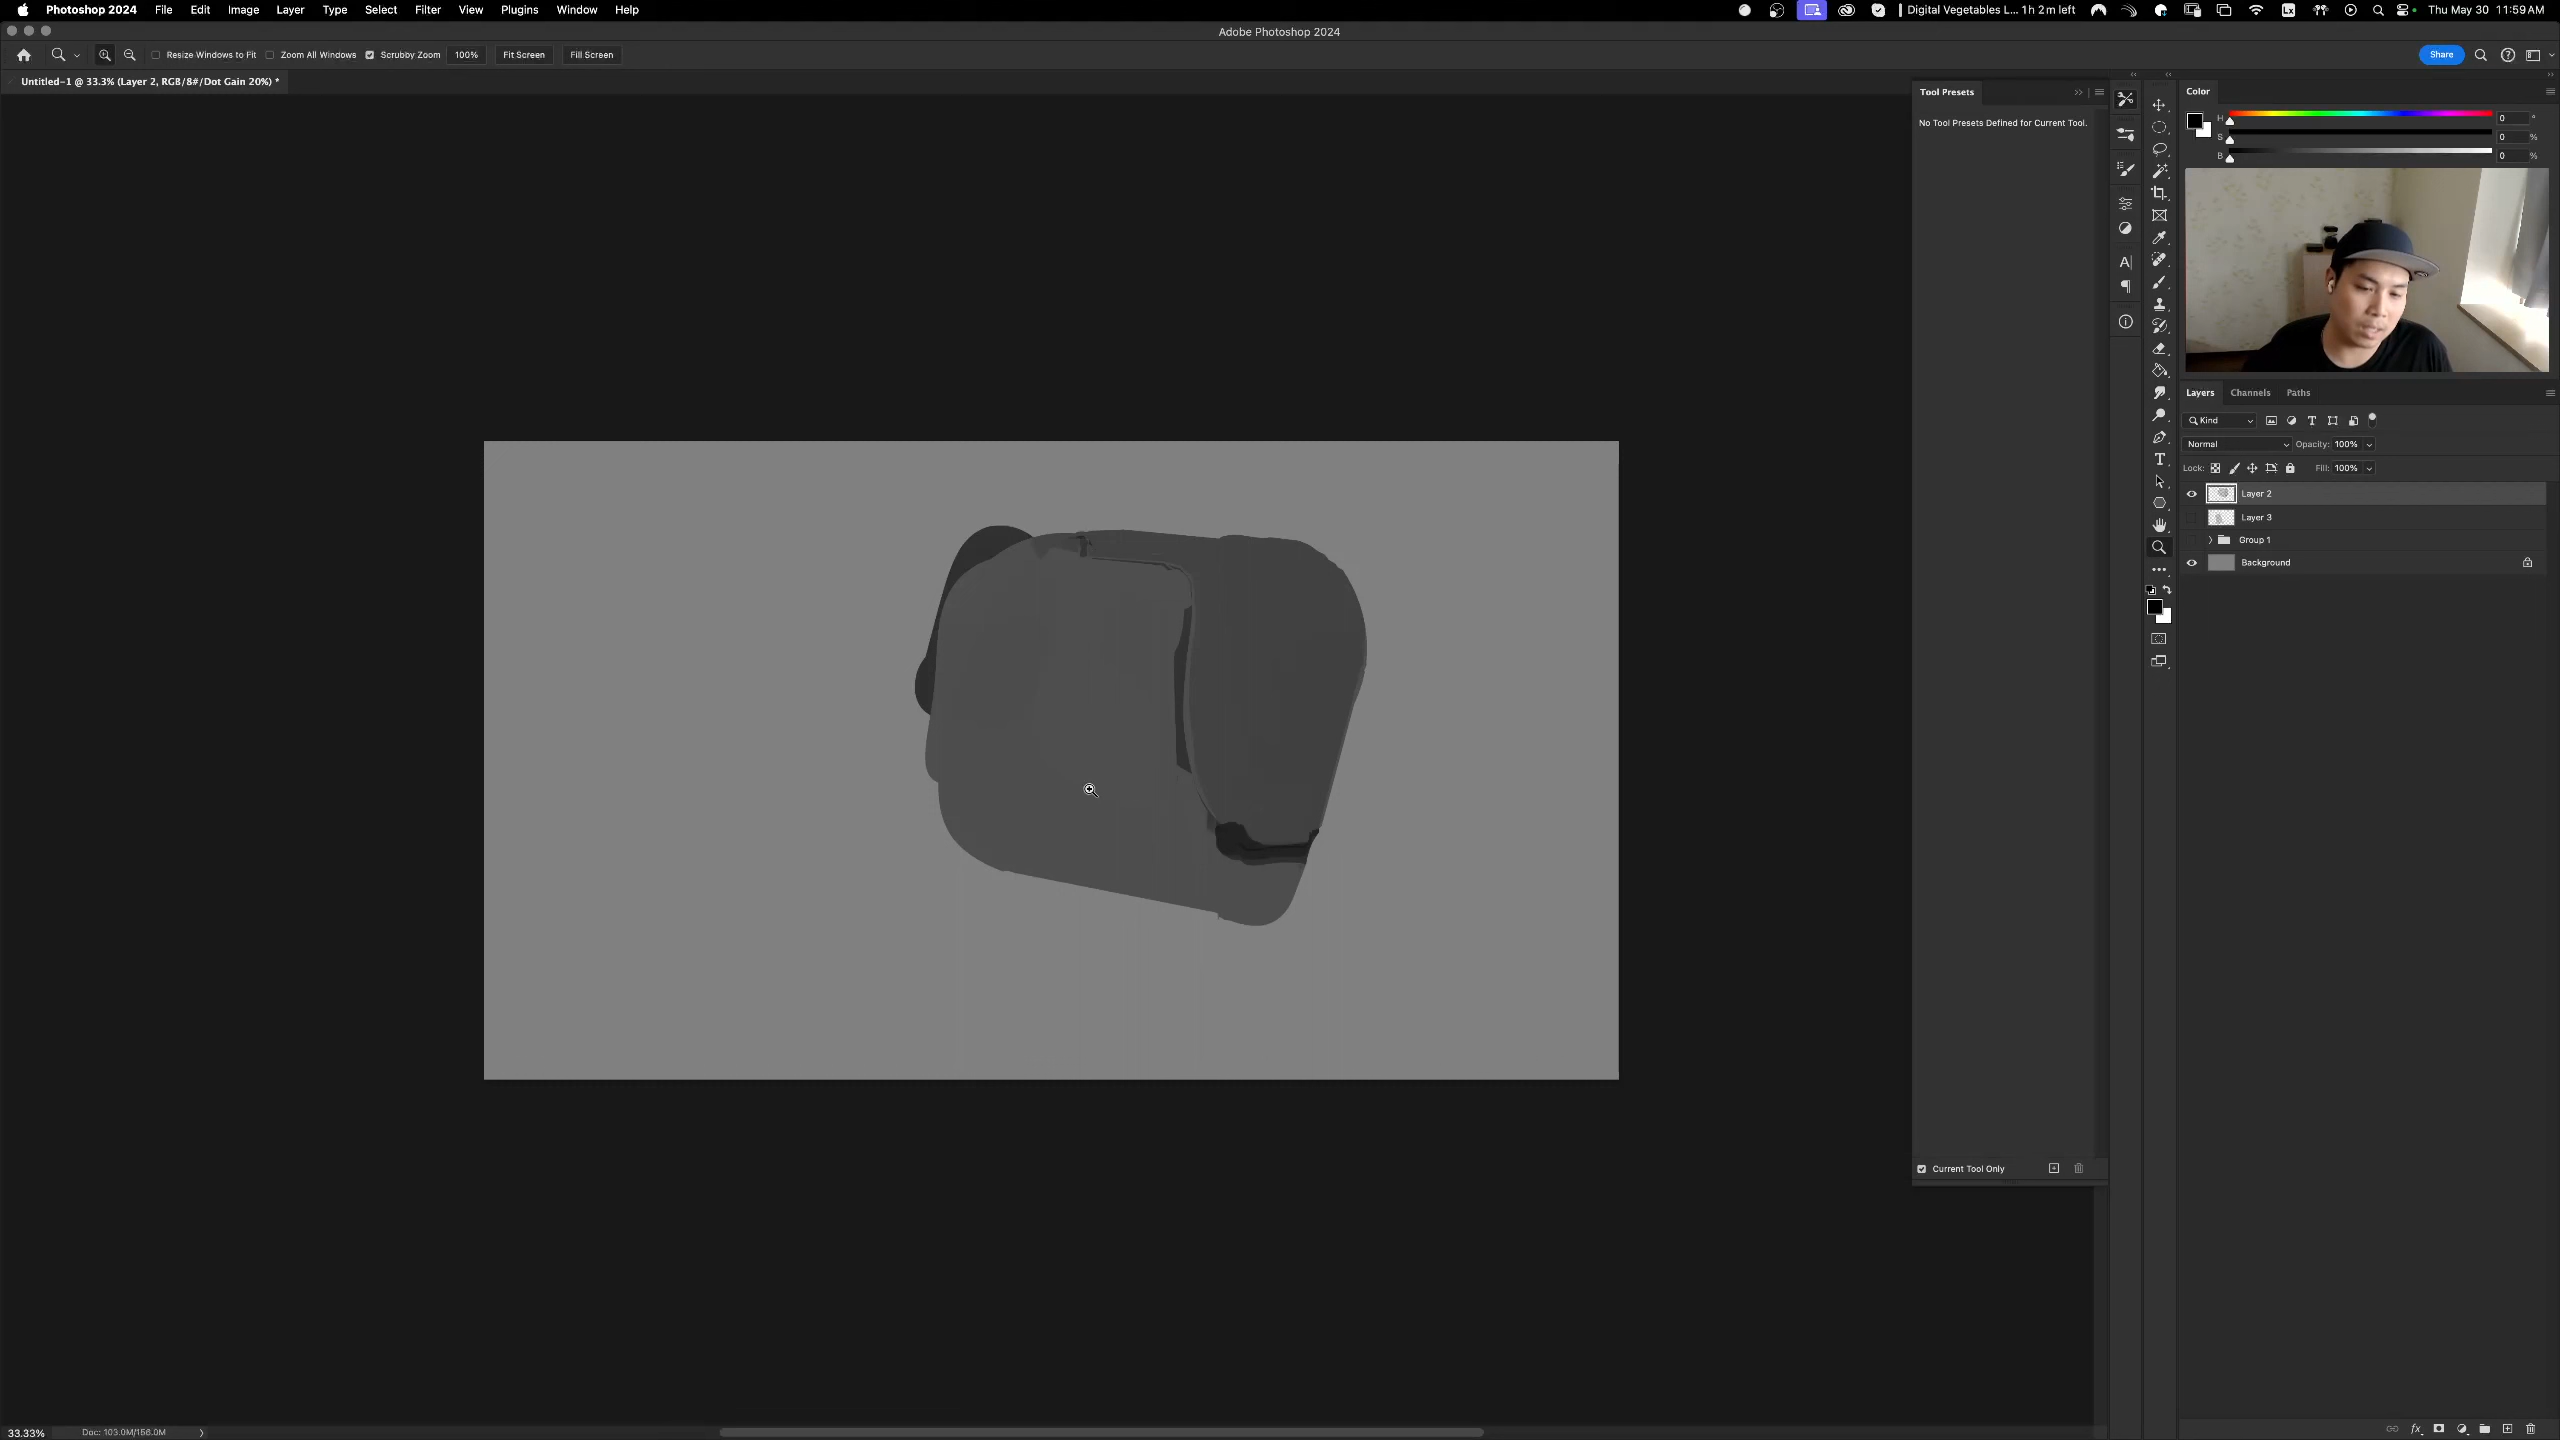 Photoshop 2024 File Edit Image Layer Type Select Filter View Plugins Window Help Digital Vegetables L... 1h 2m left Thu May 30 11:59 AM
Adobe Photoshop 2024
Resize Windows to Fit Zoom All Windows Scrubby Zoom 100% Fit Screen Fill Screen Share
Untitled-1 @ 33.3% (Layer 2, RGB/8#/Dot Gain 20%) *
Tool Presets
No Tool Presets Defined for Current Tool.
Current Tool Only
Color
H 0 °
S 0 %
B 0 %
Layers Channels Paths
Kind
Normal Opacity: 100%
Lock: Fill: 100%
Layer 2
Layer 3
Group 1
Background
33.33% Doc: 103.0M/156.0M